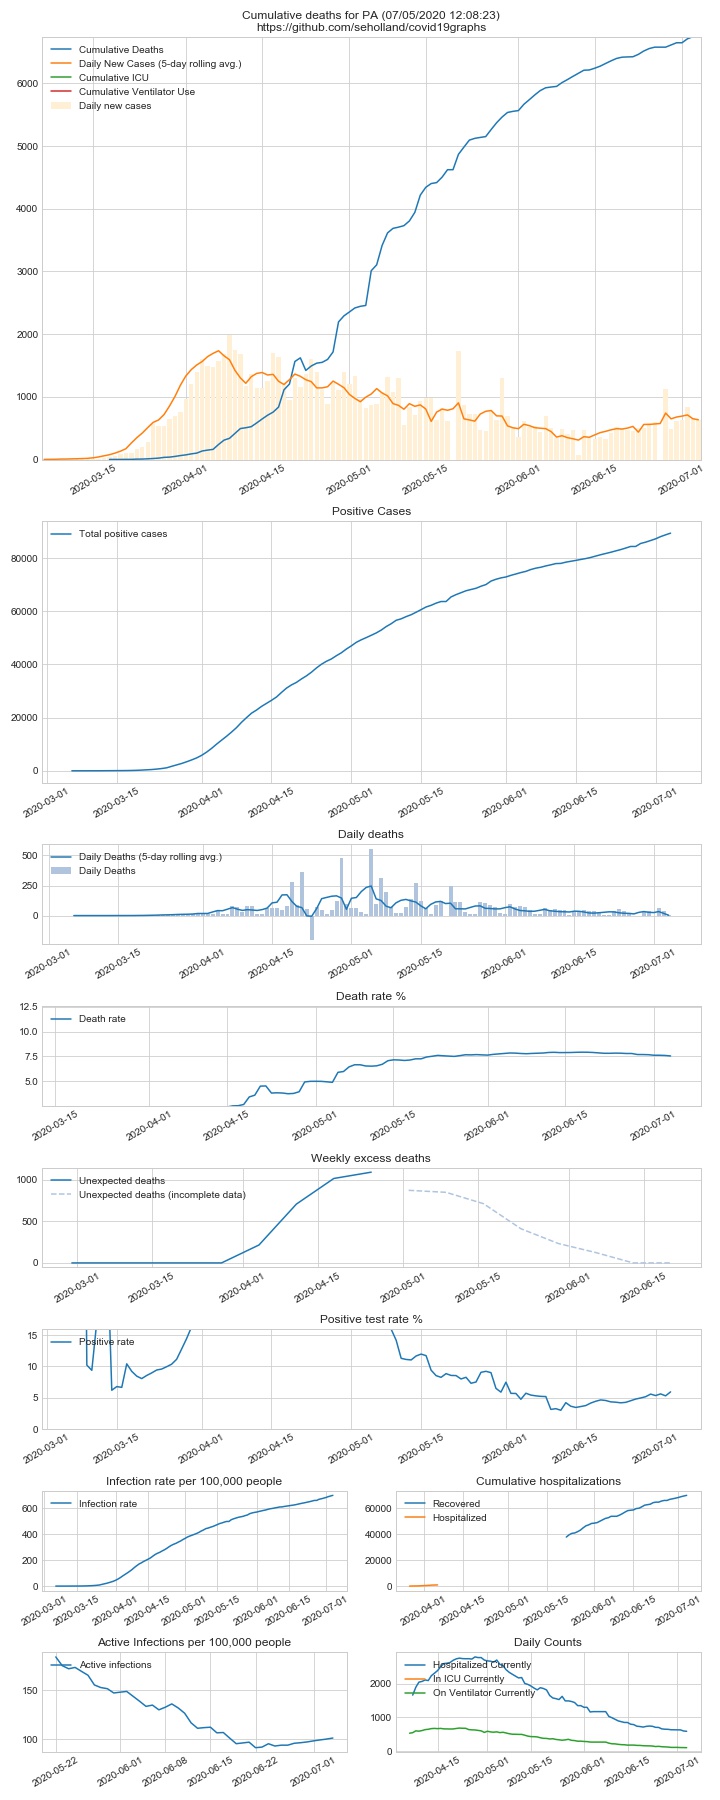 Cumulative deaths for PA (07/05/2020 12:08:23)
https://github.com/seholland/covid19graphs
Cumulative Deaths
Daily New Cases (5-day rolling avg.)
Cumulative ICU
Cumulative Ventilator Use
Daily new cases
6000
5000
4000
3000
2000
1000
0
2020-03-15 2020-04-01 2020-04-15 2020-05-01 2020-05-15 2020-06-01 2020-06-15 2020-07-01
Positive Cases
Total positive cases
80000
60000
40000
20000
0
2020-03-01 2020-03-15 2020-04-01 2020-04-15 2020-05-01 2020-05-15 2020-06-01 2020-06-15 2020-07-01
Daily deaths
Daily Deaths (5-day rolling avg.)
Daily Deaths
500
250
0
2020-03-01 2020-03-15 2020-04-01 2020-04-15 2020-05-01 2020-05-15 2020-06-01 2020-06-15 2020-07-01
Death rate %
Death rate
12.5
10.0
7.5
5.0
2020-03-15 2020-04-01 2020-04-15 2020-05-01 2020-05-15 2020-06-01 2020-06-15 2020-07-01
Weekly excess deaths
Unexpected deaths
Unexpected deaths (incomplete data)
1000
500
0
2020-03-01 2020-03-15 2020-04-01 2020-04-15 2020-05-01 2020-05-15 2020-06-01 2020-06-15
Positive test rate %
Positive rate
15
10
5
0
2020-03-01 2020-03-15 2020-04-01 2020-04-15 2020-05-01 2020-05-15 2020-06-01 2020-06-15 2020-07-01
Infection rate per 100,000 people
Infection rate
600
400
200
0
2020-03-01 2020-03-15 2020-04-01 2020-04-15 2020-05-01 2020-05-15 2020-06-01 2020-06-15 2020-07-01
Cumulative hospitalizations
Recovered
Hospitalized
60000
40000
20000
0
2020-04-01 2020-04-15 2020-05-01 2020-05-15 2020-06-01 2020-06-15 2020-07-01
Active Infections per 100,000 people
Active infections
150
100
2020-05-22 2020-06-01 2020-06-08 2020-06-15 2020-06-22 2020-07-01
Daily Counts
Hospitalized Currently
In ICU Currently
On Ventilator Currently
2000
1000
0
2020-04-15 2020-05-01 2020-05-15 2020-06-01 2020-06-15 2020-07-01